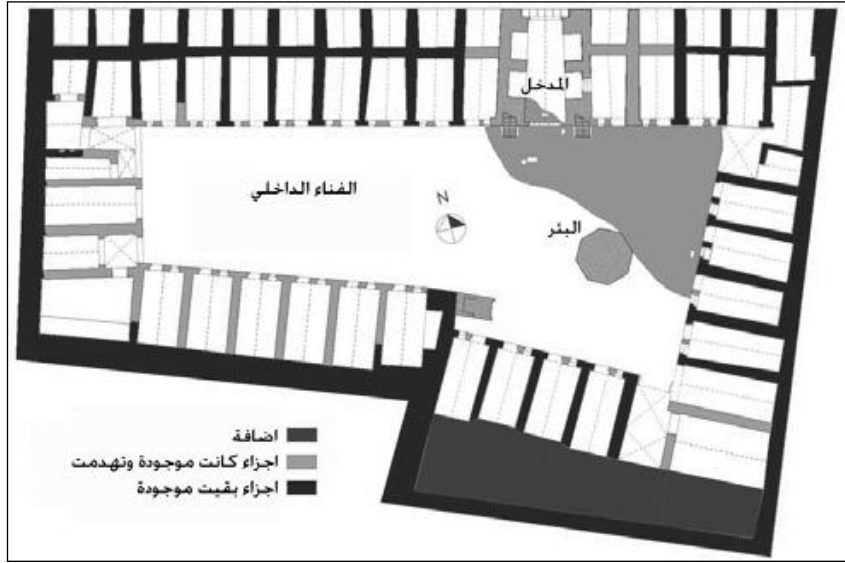 المدخل
الفناء الداخلي
N
البئر
اضافة
اجزاء كانت موجودة وتهدمت
اجزاء بقيت موجودة